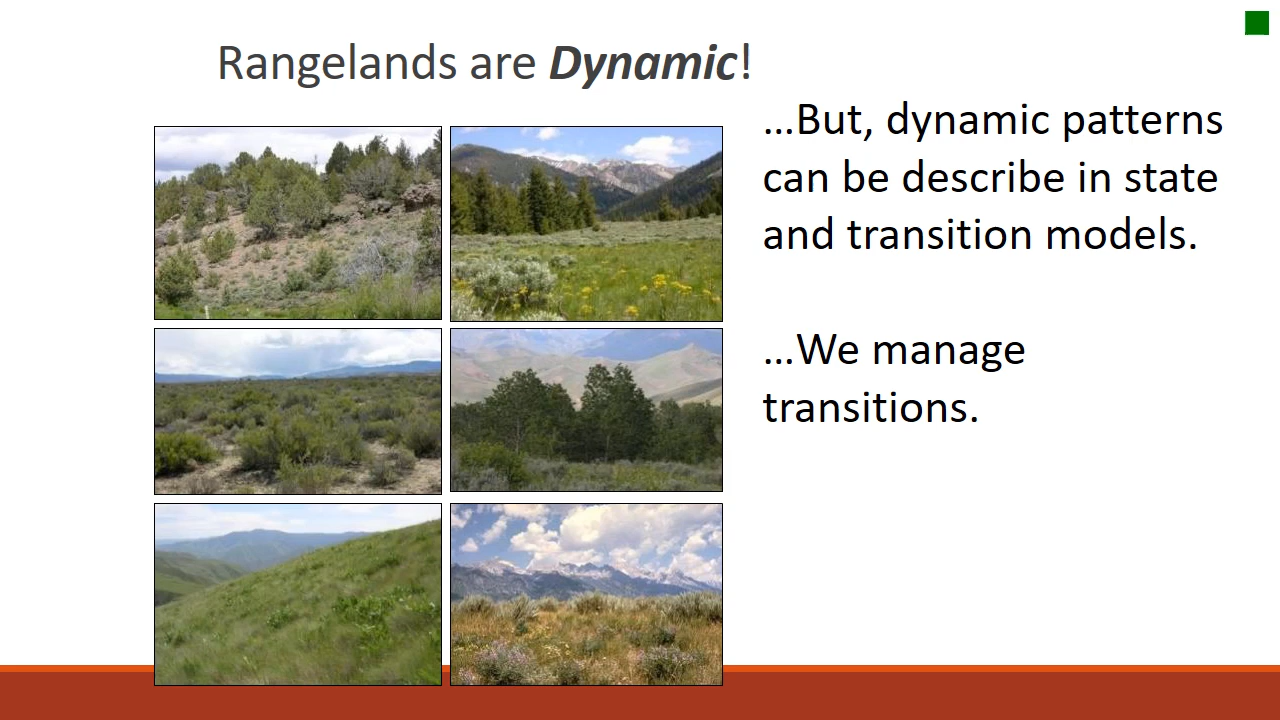 Rangelands are Dynamic!
...But, dynamic patterns
can be describe in state
and transition models.
...We manage
transitions.